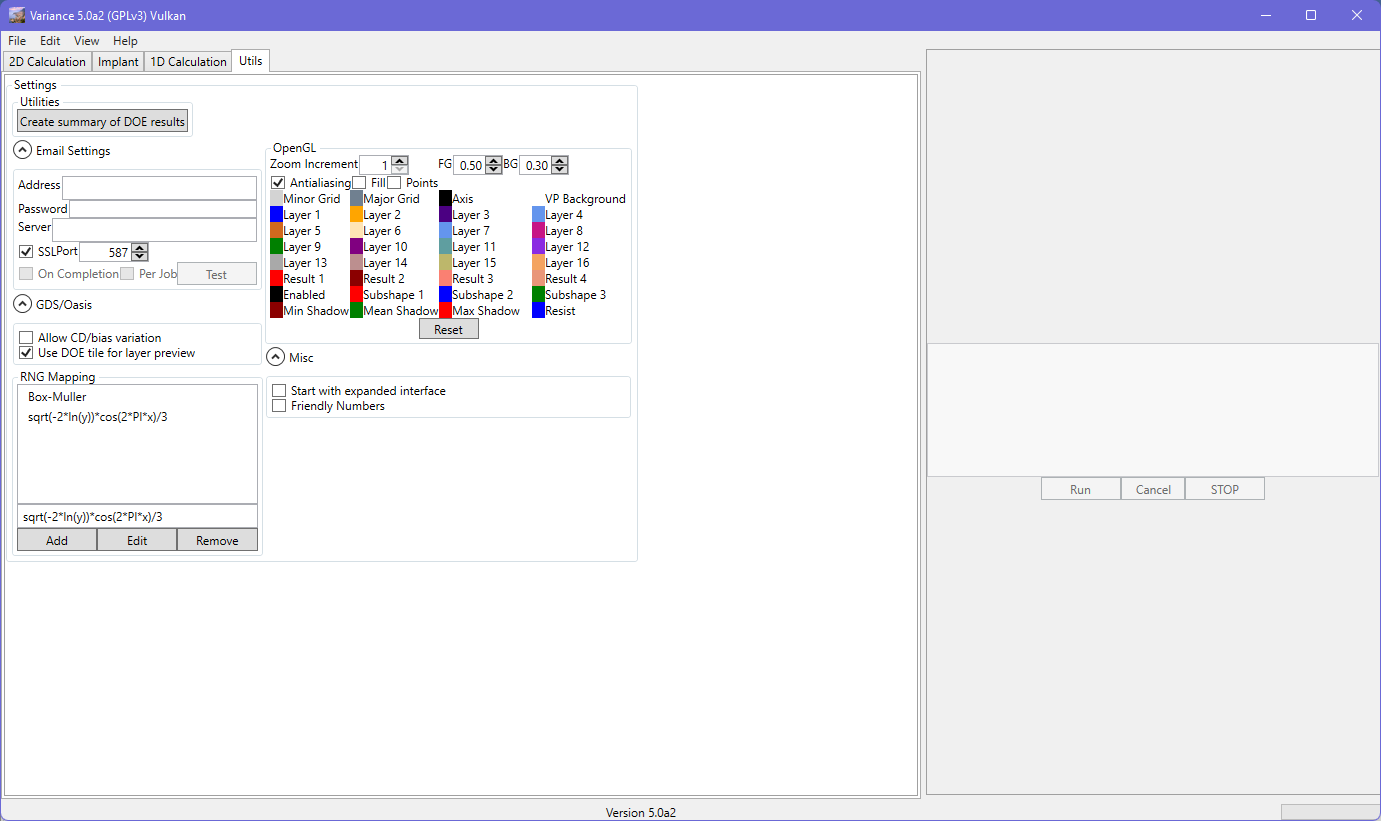 Variance 5.0a2 (GPLv3) Vulkan
File Edit View Help
2D Calculation Implant 1D Calculation Utils
Settings
Utilities
Create summary of DOE results
Email Settings
Address
Password
Server
SSL Port 587
On Completion Per Job Test
GDS/Oasis
Allow CD/bias variation
Use DOE tile for layer preview
RNG Mapping
Box-Muller
sqrt(-2*ln(y))*cos(2*PI*x)/3
sqrt(-2*ln(y))*cos(2*PI*x)/3
Add Edit Remove
OpenGL
Zoom Increment 1 FG 0.50 BG 0.30
Antialiasing Fill Points
Minor Grid Major Grid Axis VP Background
Layer 1 Layer 2 Layer 3 Layer 4
Layer 5 Layer 6 Layer 7 Layer 8
Layer 9 Layer 10 Layer 11 Layer 12
Layer 13 Layer 14 Layer 15 Layer 16
Result 1 Result 2 Result 3 Result 4
Enabled Subshape 1 Subshape 2 Subshape 3
Min Shadow Mean Shadow Max Shadow Resist
Reset
Misc
Start with expanded interface
Friendly Numbers
Run Cancel STOP
Version 5.0a2